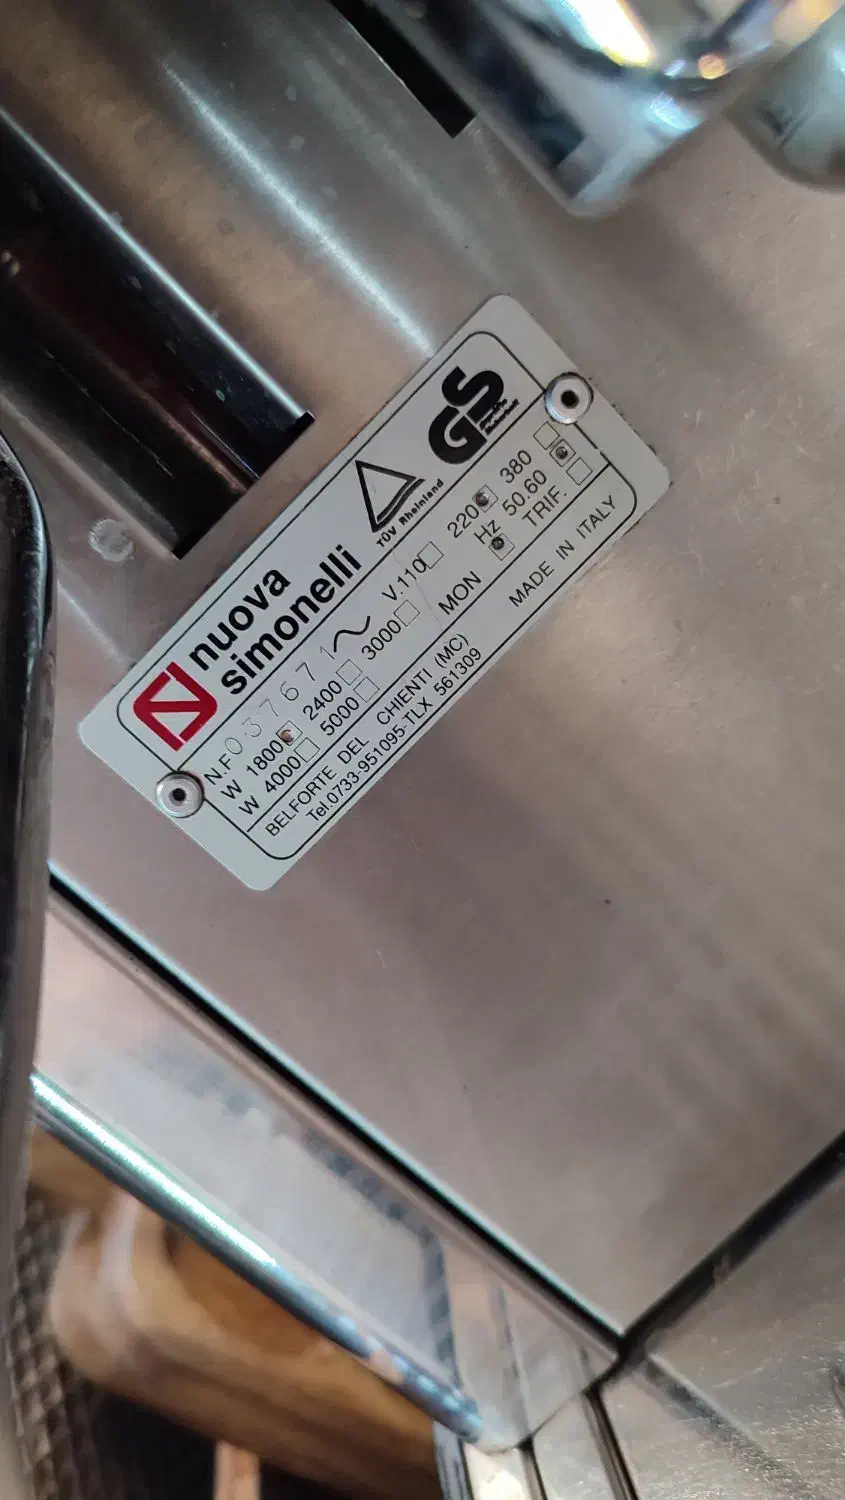 nuova
simonelli
TÜV Rheinland
GS
N.F 037671 ~ V.110 220 380
W 1800 2400 3000 Hz 50.60
W 4000 5000 MON TRIF.
BELFORTE DEL CHIENTI (MC) MADE IN ITALY
Tel.0733-951095-TLX 561309